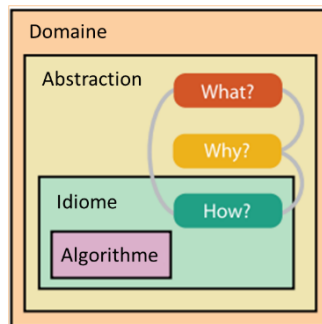 Domaine
Abstraction
What?
Why?
Idiome
How?
Algorithme